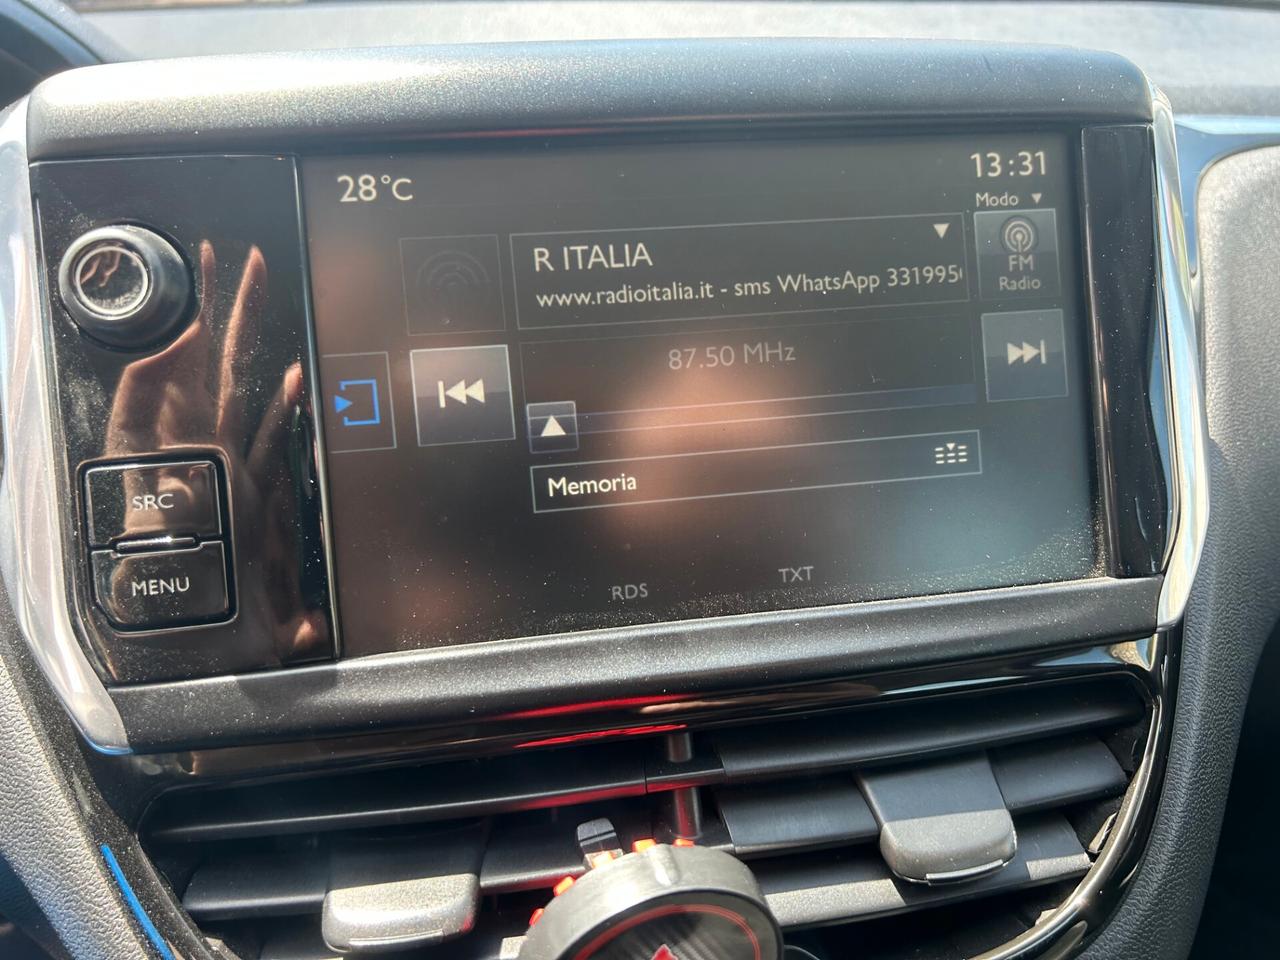 28°C
13:31
Modo
R ITALIA
www.radioitalia.it - sms WhatsApp 331995
FM
Radio
87.50 MHz
SRC
Memoria
MENU
RDS
TXT